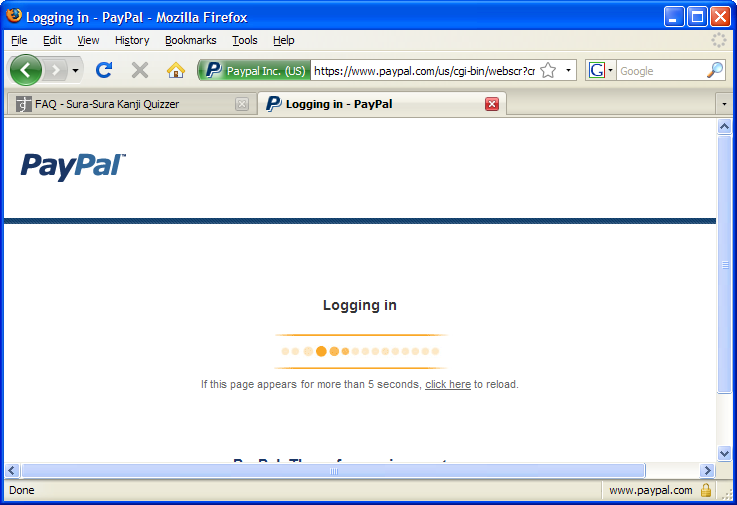 Logging in - PayPal - Mozilla Firefox
File Edit View History Bookmarks Tools Help
Paypal Inc. (US) https://www.paypal.com/us/cgi-bin/webscr?cr Google
FAQ - Sura-Sura Kanji Quizzer Logging in - PayPal
PayPal™
Logging in
If this page appears for more than 5 seconds, click here to reload.
Done www.paypal.com